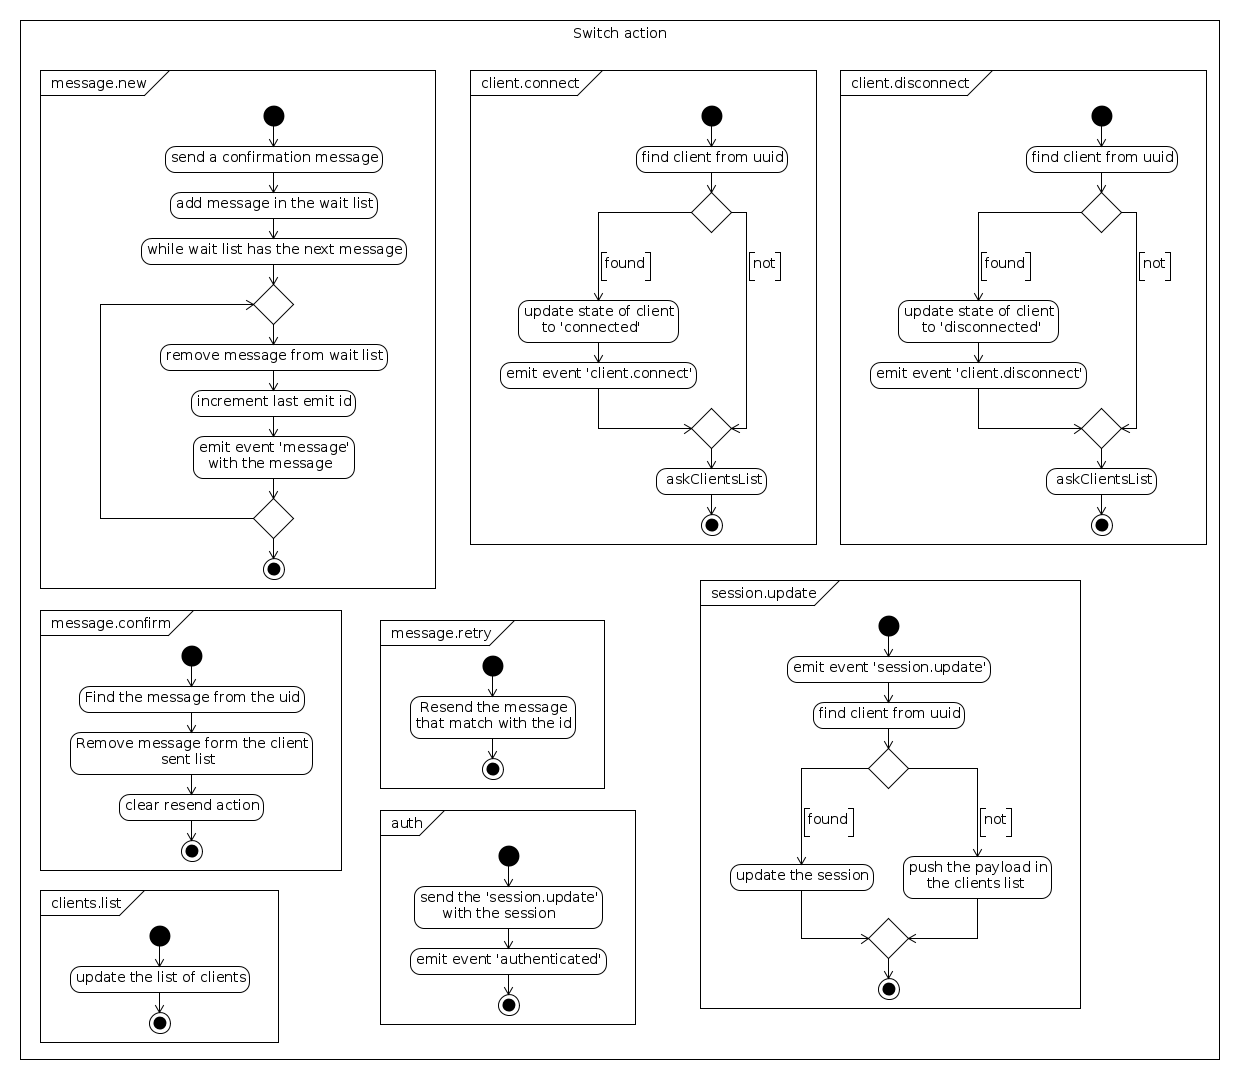 Switch action
message.new
send a confirmation message
add message in the wait list
while wait list has the next message
remove message from wait list
increment last emit id
emit event 'message'
with the message
client.connect
find client from uuid
[found]
[not]
update state of client
to 'connected'
emit event 'client.connect'
askClientsList
client.disconnect
find client from uuid
[found]
[not]
update state of client
to 'disconnected'
emit event 'client.disconnect'
askClientsList
message.confirm
Find the message from the uid
Remove message form the client
sent list
clear resend action
message.retry
Resend the message
that match with the id
session.update
emit event 'session.update'
find client from uuid
[found]
[not]
update the session
push the payload in
the clients list
clients.list
update the list of clients
auth
send the 'session.update'
with the session
emit event 'authenticated'